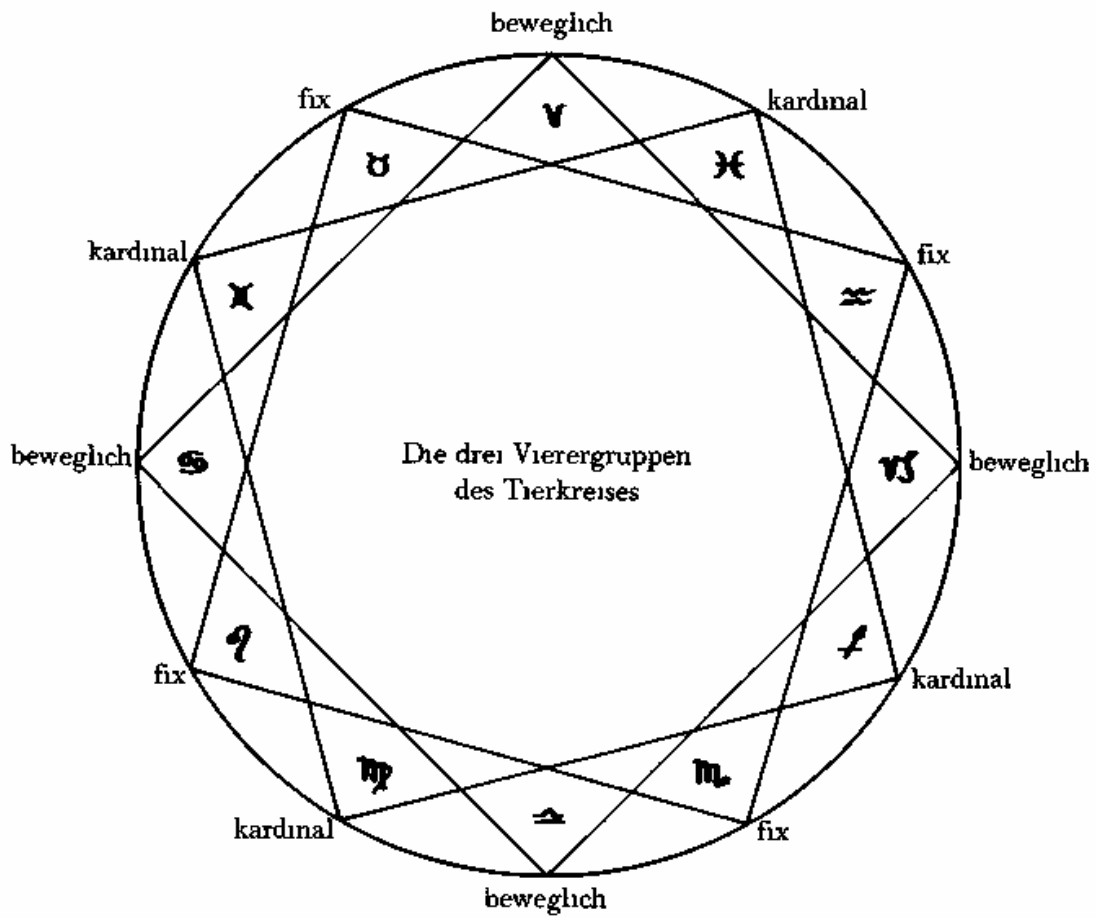 beweglich
fix
kardinal
♈
♉
♓
kardinal
fix
♊
♒
beweglich
♋
Die drei Vierergruppen
des Tierkreises
♑
beweglich
♌
♐
fix
kardinal
♍
♏
♎
kardinal
fix
beweglich